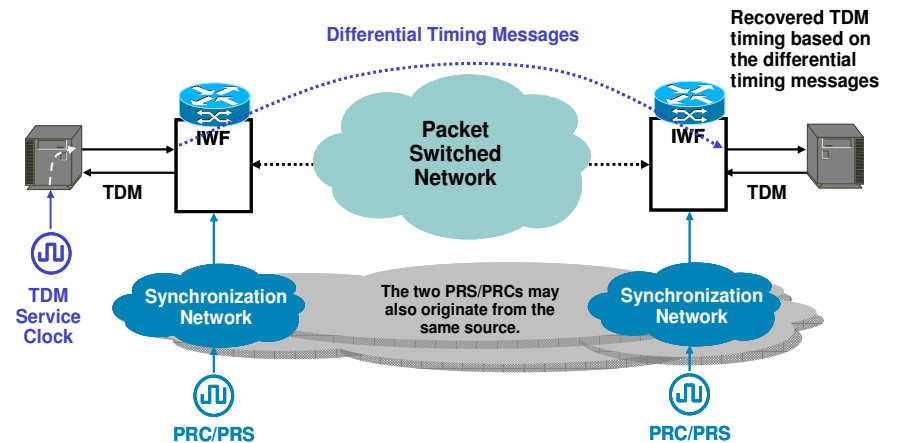 Differential Timing Messages
Recovered TDM
timing based on
the differential
timing messages
IWF
Packet
Switched
Network
IWF
TDM
TDM
TDM
Service
Clock
Synchronization
Network
The two PRS/PRCs may
also originate from the
same source.
Synchronization
Network
PRC/PRS
PRC/PRS